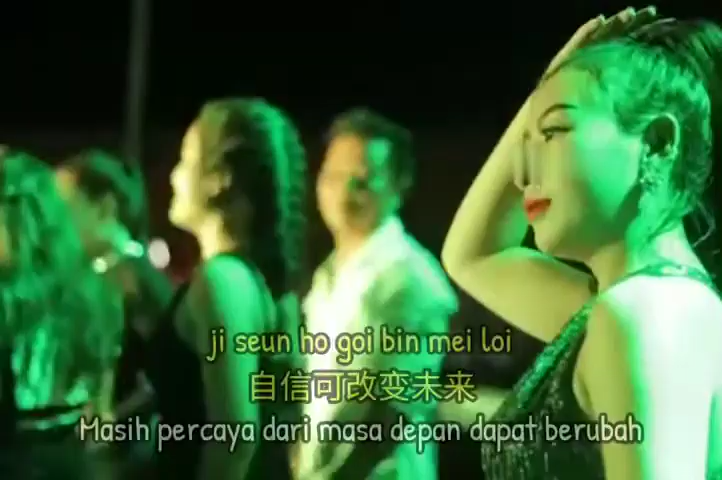 ji seun ho goi bin mei loi
自信可改变未来
Masih percaya dari masa depan dapat berubah